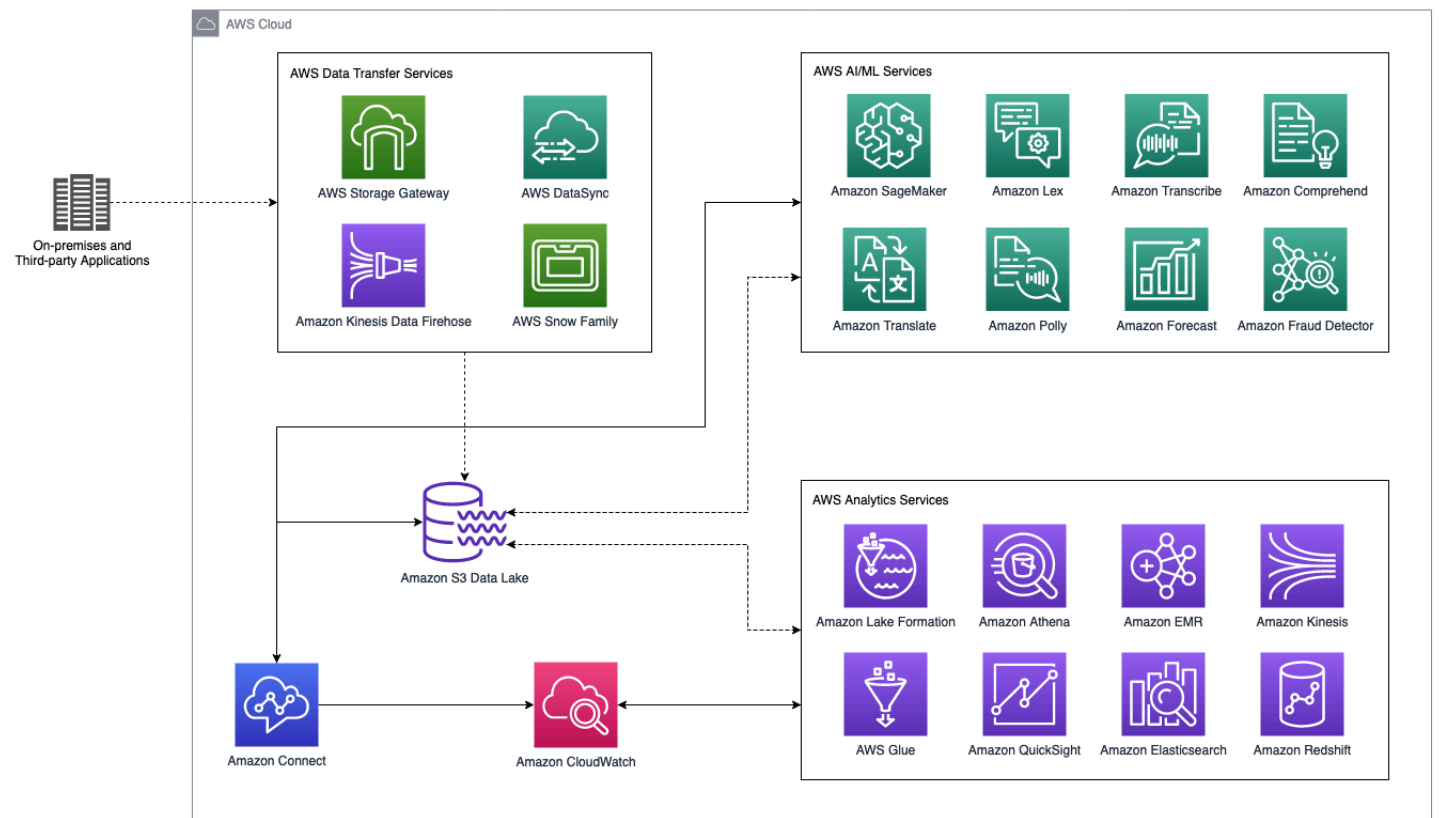 AWS Cloud
AWS Data Transfer Services
AWS Storage Gateway
AWS DataSync
Amazon Kinesis Data Firehose
AWS Snow Family
On-premises and
Third-party Applications
AWS AI/ML Services
Amazon SageMaker
Amazon Lex
Amazon Transcribe
Amazon Comprehend
A
文
Amazon Translate
Amazon Polly
Amazon Forecast
Amazon Fraud Detector
Amazon S3 Data Lake
AWS Analytics Services
Amazon Lake Formation
Amazon Athena
Amazon EMR
Amazon Kinesis
AWS Glue
Amazon QuickSight
Amazon Elasticsearch
Amazon Redshift
Amazon Connect
Amazon CloudWatch